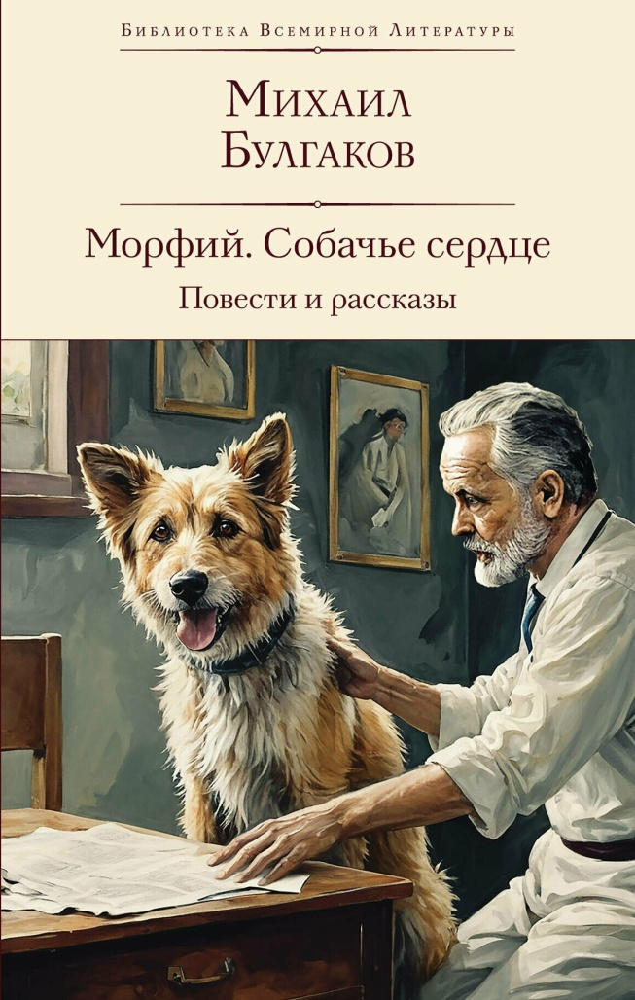 Библиотека Всемирной Литературы
Михаил
Булгаков
Морфий. Собачье сердце
Повести и рассказы